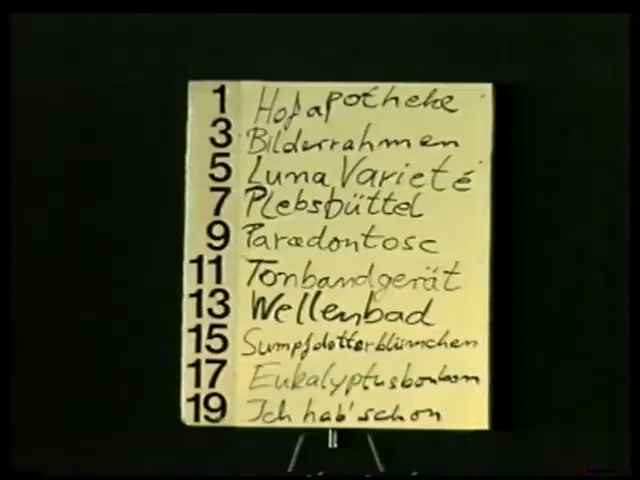 1 Hofapotheke
3 Bilderrahmen
5 Luna Varieté
7 Plebsbüttel
9 Parædontose
11 Tonbandgerät
13 Wellenbad
15 Sumpfdotterblümchen
17 Eukalyptusbonbon
19 Ich hab' schon